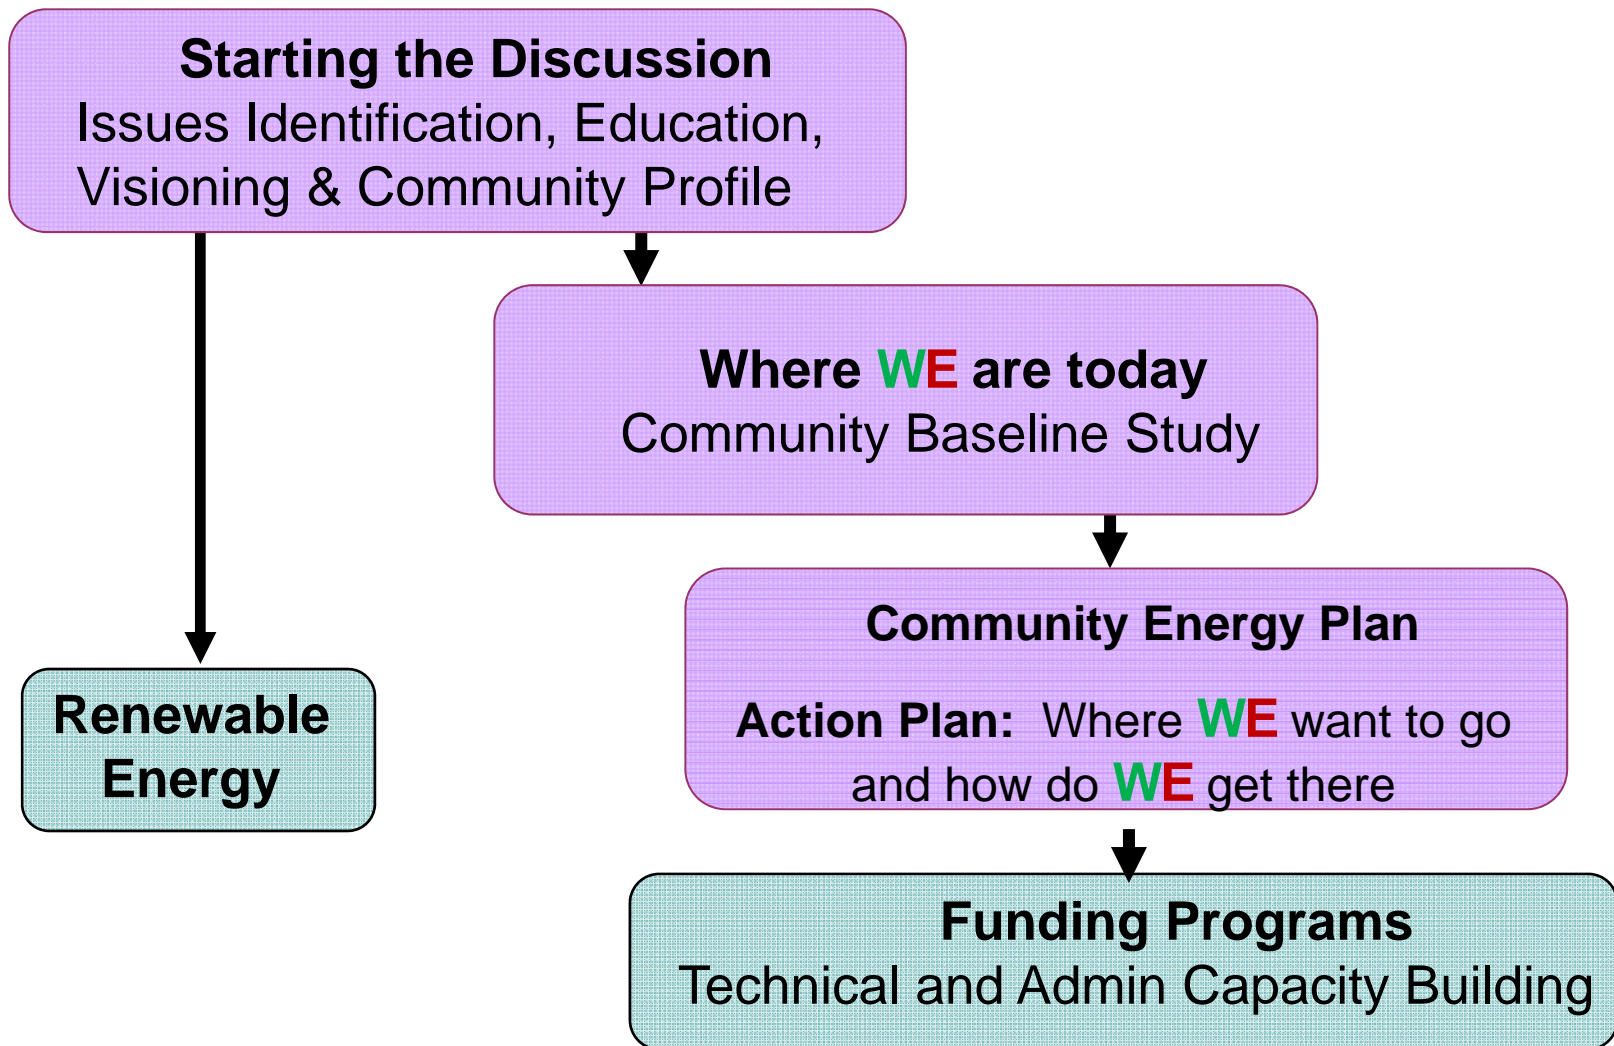 Starting the Discussion
Issues Identification, Education,
Visioning & Community Profile
Where WE are today
Community Baseline Study
Community Energy Plan
Action Plan: Where WE want to go
and how do WE get there
Renewable
Energy
Funding Programs
Technical and Admin Capacity Building